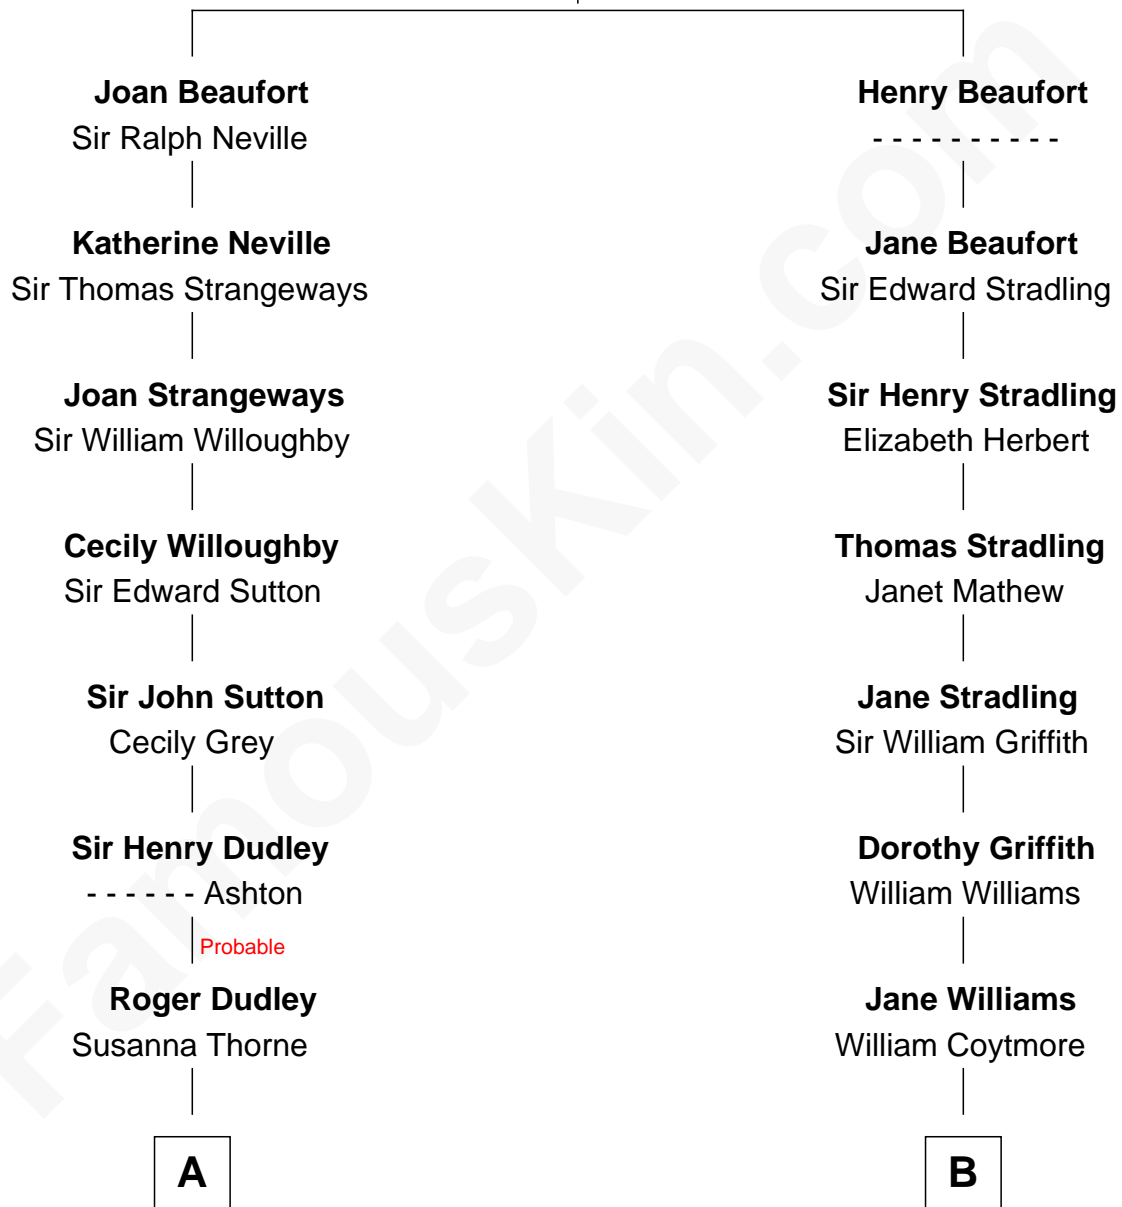 Joan Beaufort
Sir Ralph Neville
Katherine Neville
Sir Thomas Strangeways
Joan Strangeways
Sir William Willoughby
Cecily Willoughby
Sir Edward Sutton
Sir John Sutton
Cecily Grey
Sir Henry Dudley
- - - - - - Ashton
Probable
Roger Dudley
Susanna Thorne
A
Henry Beaufort
- - - - - - - - - -
Jane Beaufort
Sir Edward Stradling
Sir Henry Stradling
Elizabeth Herbert
Thomas Stradling
Janet Mathew
Jane Stradling
Sir William Griffith
Dorothy Griffith
William Williams
Jane Williams
William Coytmore
B
FamousKin.com